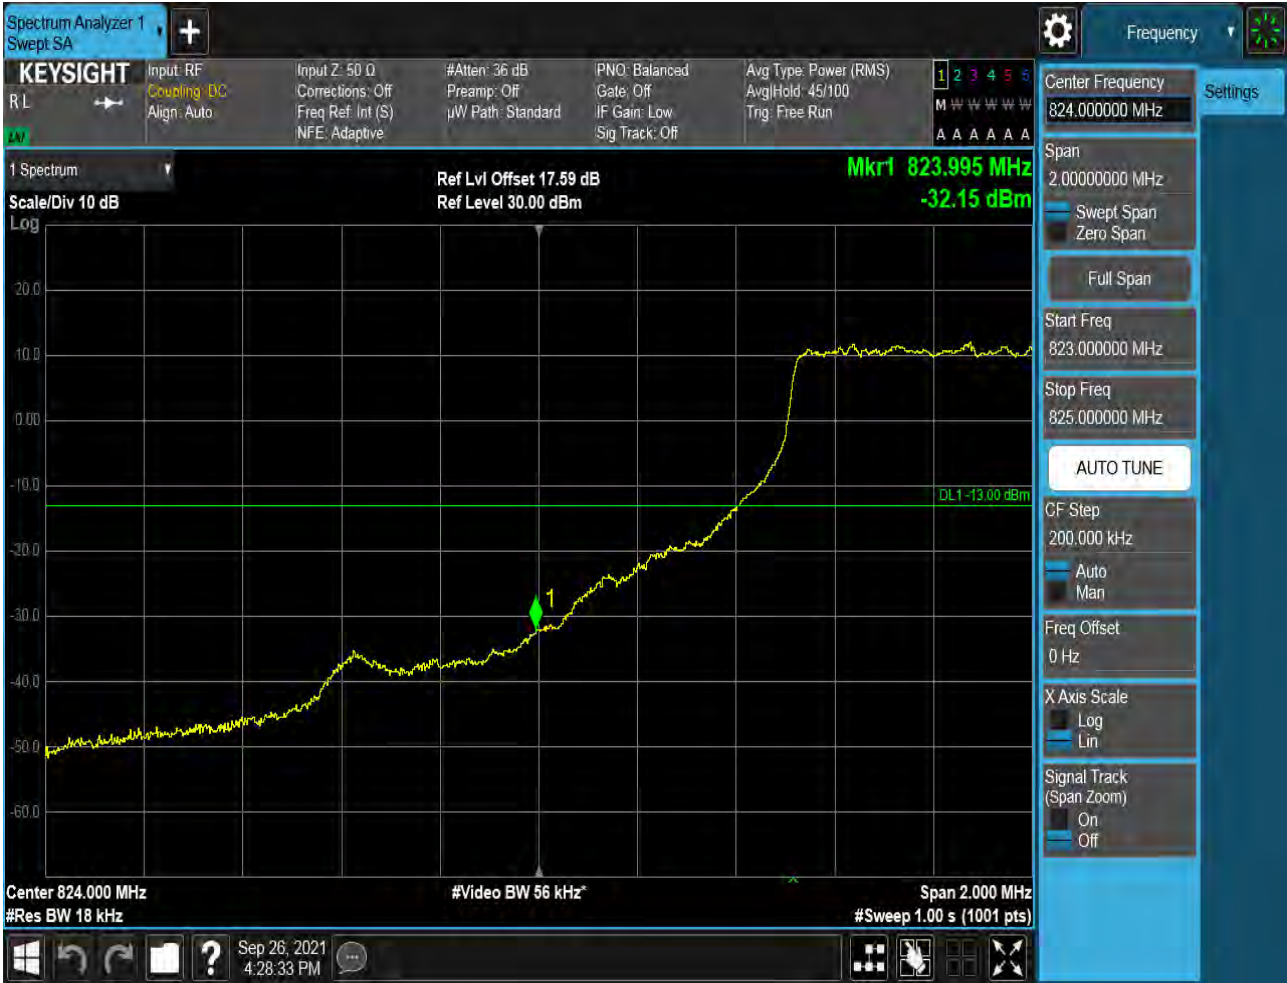 Spectrum Analyzer 1
Swept SA
Frequency
KEYSIGHT
R L
LXI
Input: RF
Coupling: DC
Align: Auto
Input Z: 50 Ω
Corrections: Off
Freq Ref: Int (S)
NFE: Adaptive
#Atten: 36 dB
Preamp: Off
µW Path: Standard
PNO: Balanced
Gate: Off
IF Gain: Low
Sig Track: Off
Avg Type: Power (RMS)
Avg|Hold: 45/100
Trig: Free Run
1 2 3 4 5 6
M W W W W W
A A A A A A
1 Spectrum
Scale/Div 10 dB
Log
Ref Lvl Offset 17.59 dB
Ref Level 30.00 dBm
Mkr1 823.995 MHz
-32.15 dBm
20.0
10.0
0.00
-10.0
-20.0
-30.0
-40.0
-50.0
-60.0
DL1 -13.00 dBm
1
Center 824.000 MHz
#Res BW 18 kHz
#Video BW 56 kHz*
Span 2.000 MHz
#Sweep 1.00 s (1001 pts)
Center Frequency
824.000000 MHz
Span
2.00000000 MHz
Swept Span
Zero Span
Full Span
Start Freq
823.000000 MHz
Stop Freq
825.000000 MHz
AUTO TUNE
CF Step
200.000 kHz
Auto
Man
Freq Offset
0 Hz
X Axis Scale
Log
Lin
Signal Track
(Span Zoom)
On
Off
Settings
?
Sep 26, 2021
4:28:33 PM